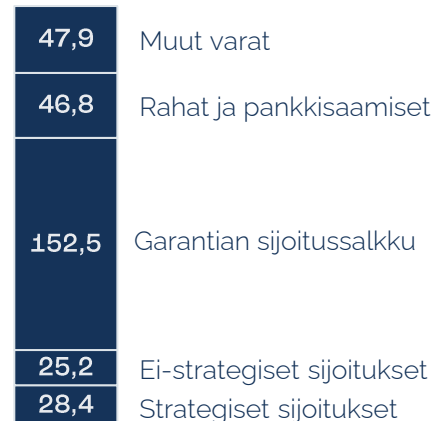 47,9 Muut varat
46,8 Rahat ja pankkisaamiset
152,5 Garantian sijoitussalkku
25,2 Ei-strategiset sijoitukset
28,4 Strategiset sijoitukset